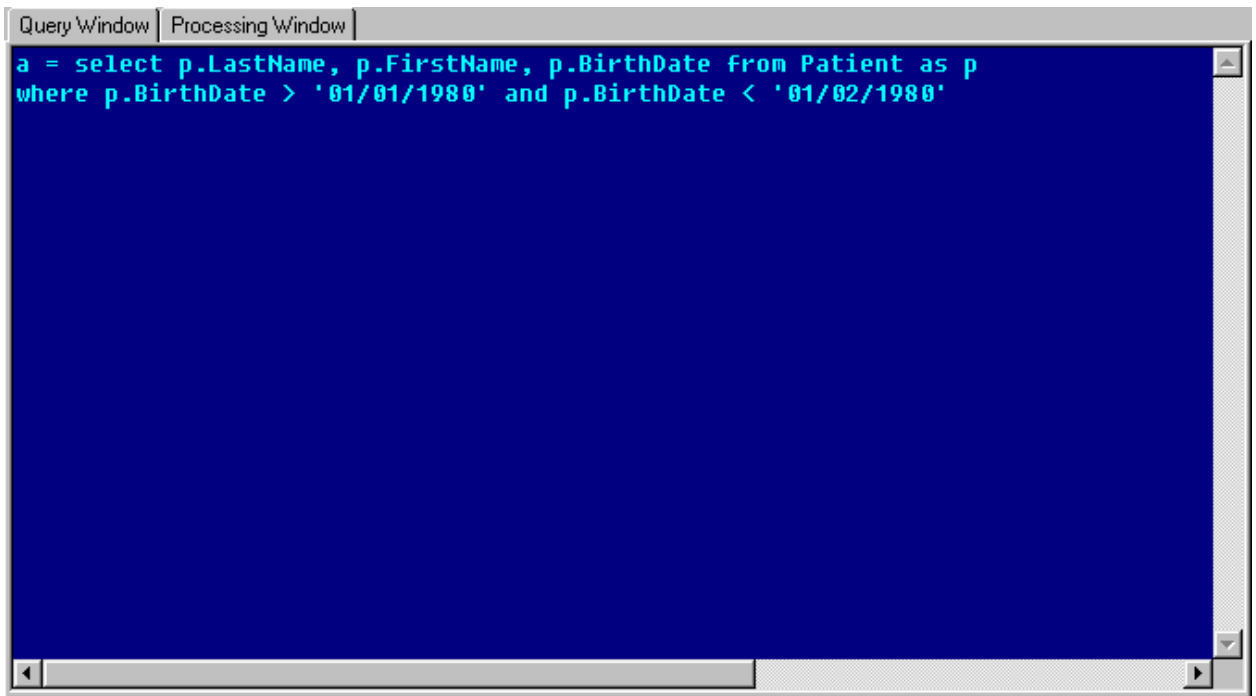 Query Window Processing Window
a = select p.LastName, p.FirstName, p.BirthDate from Patient as p
where p.BirthDate > '01/01/1980' and p.BirthDate < '01/02/1980'